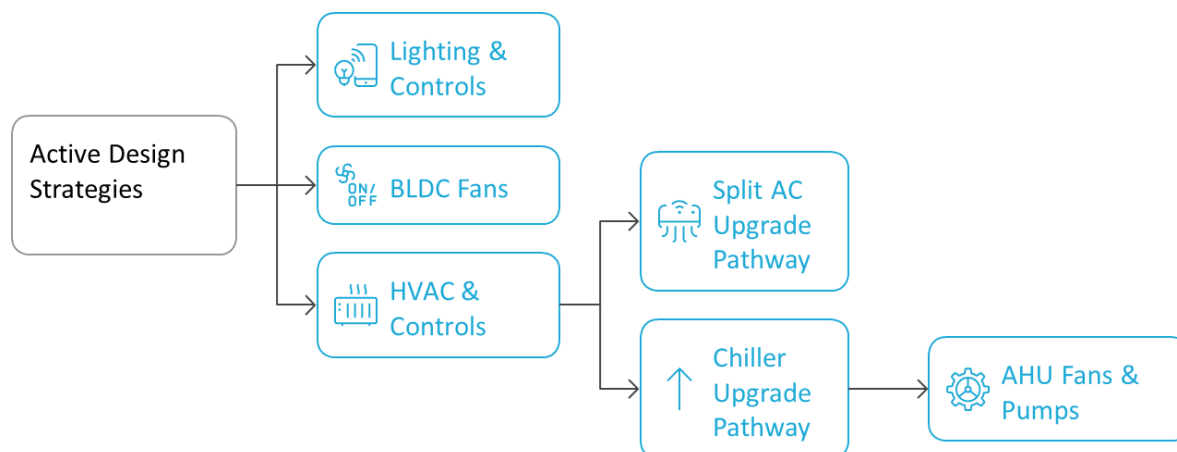 Active Design
Strategies
Lighting &
Controls
ON/
OFF
BLDC Fans
HVAC &
Controls
Split AC
Upgrade
Pathway
Chiller
Upgrade
Pathway
AHU Fans &
Pumps